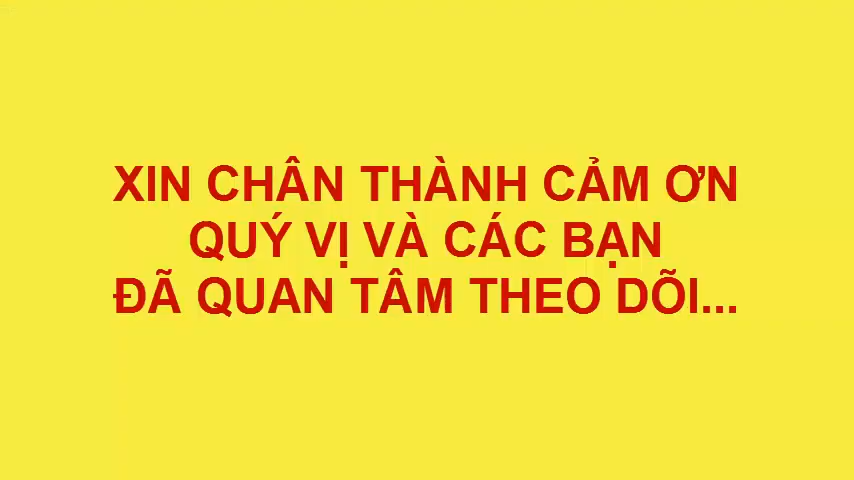 XIN CHÂN THÀNH CẢM ƠN
QUÝ VỊ VÀ CÁC BẠN
ĐÃ QUAN TÂM THEO DÕI...